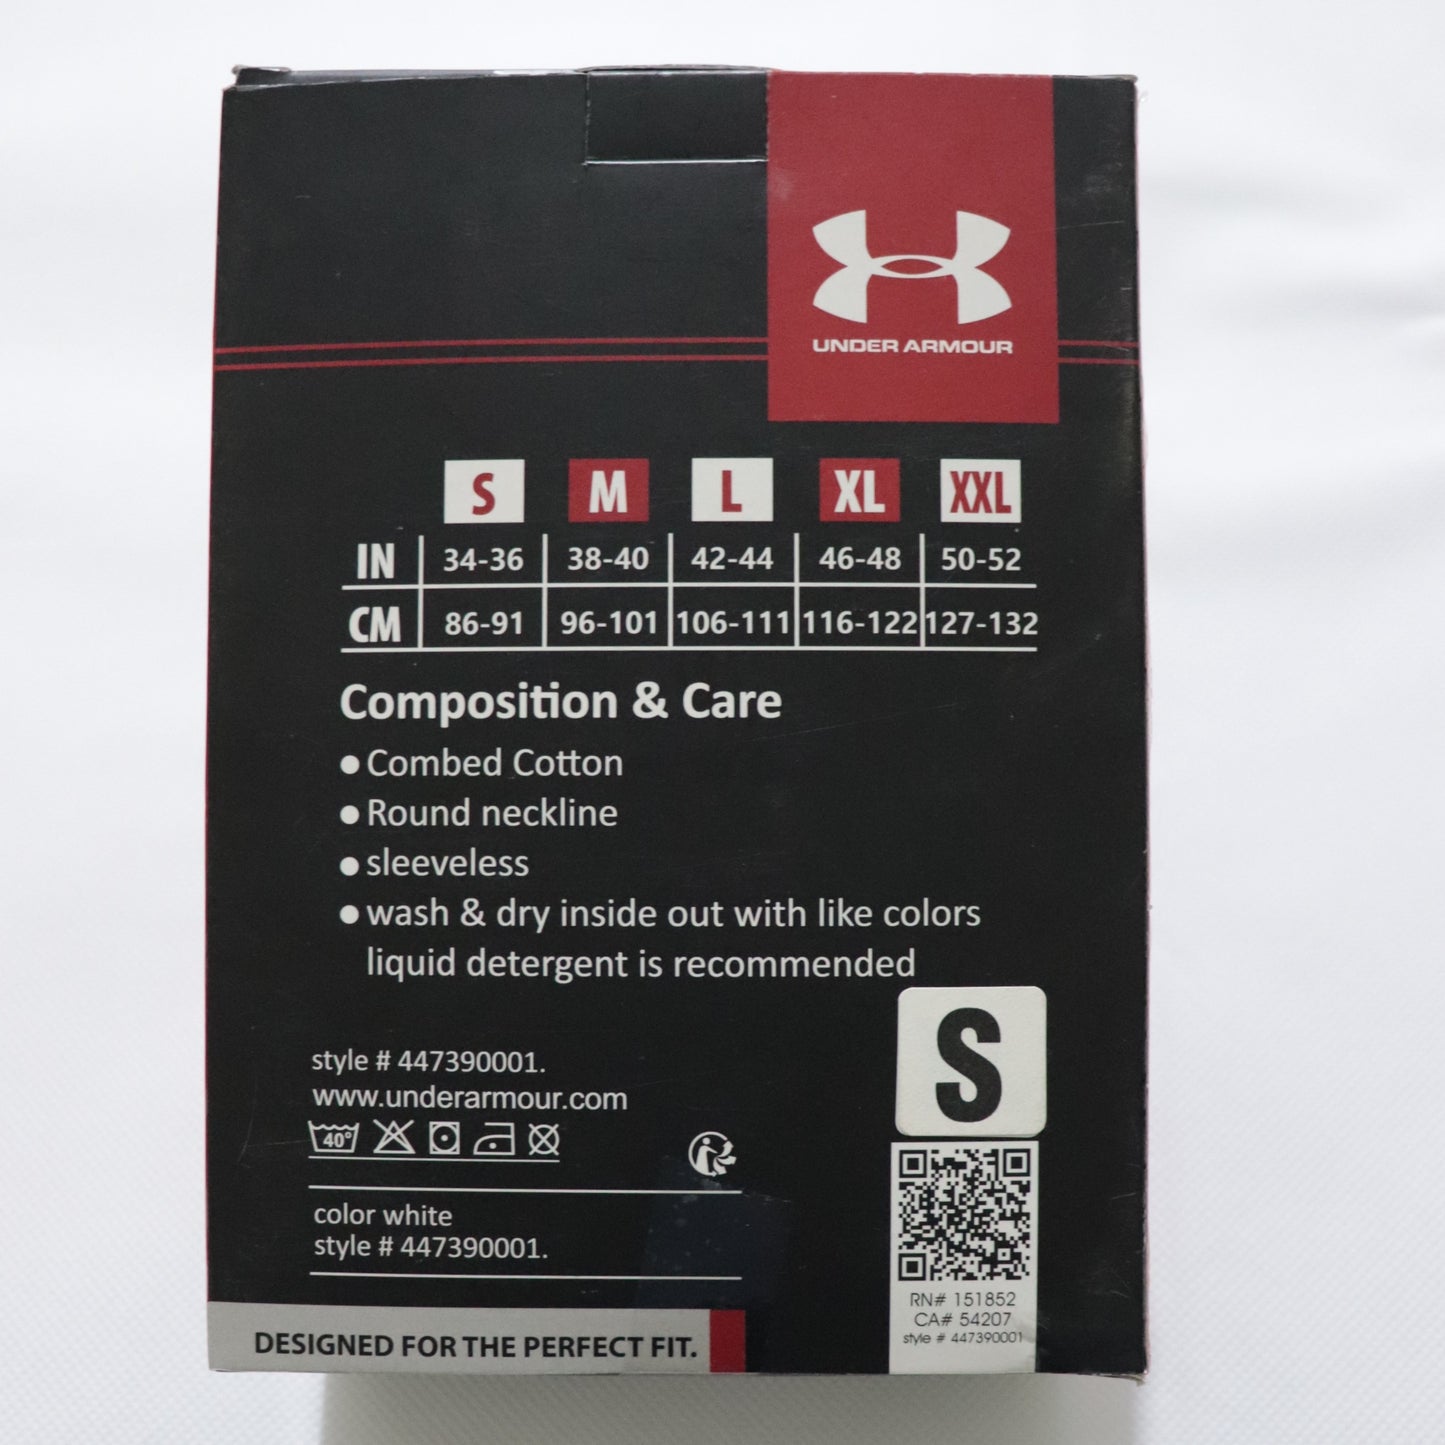 UNDER ARMOUR
S M L XL XXL
IN 34-36 38-40 42-44 46-48 50-52
CM 86-91 96-101 106-111 116-122 127-132
Composition & Care
● Combed Cotton
● Round neckline
● sleeveless
● wash & dry inside out with like colors
liquid detergent is recommended
S
style # 447390001.
www.underarmour.com
40°
color white
style # 447390001.
RN# 151852
CA# 54207
style # 447390001
DESIGNED FOR THE PERFECT FIT.